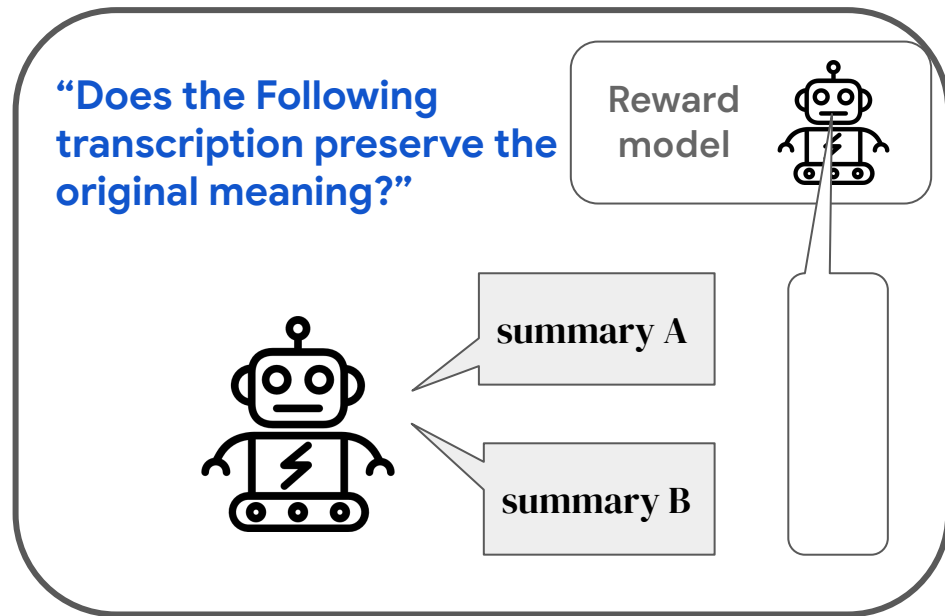 “Does the Following
transcription preserve the
original meaning?”
Reward
model
summary A
summary B